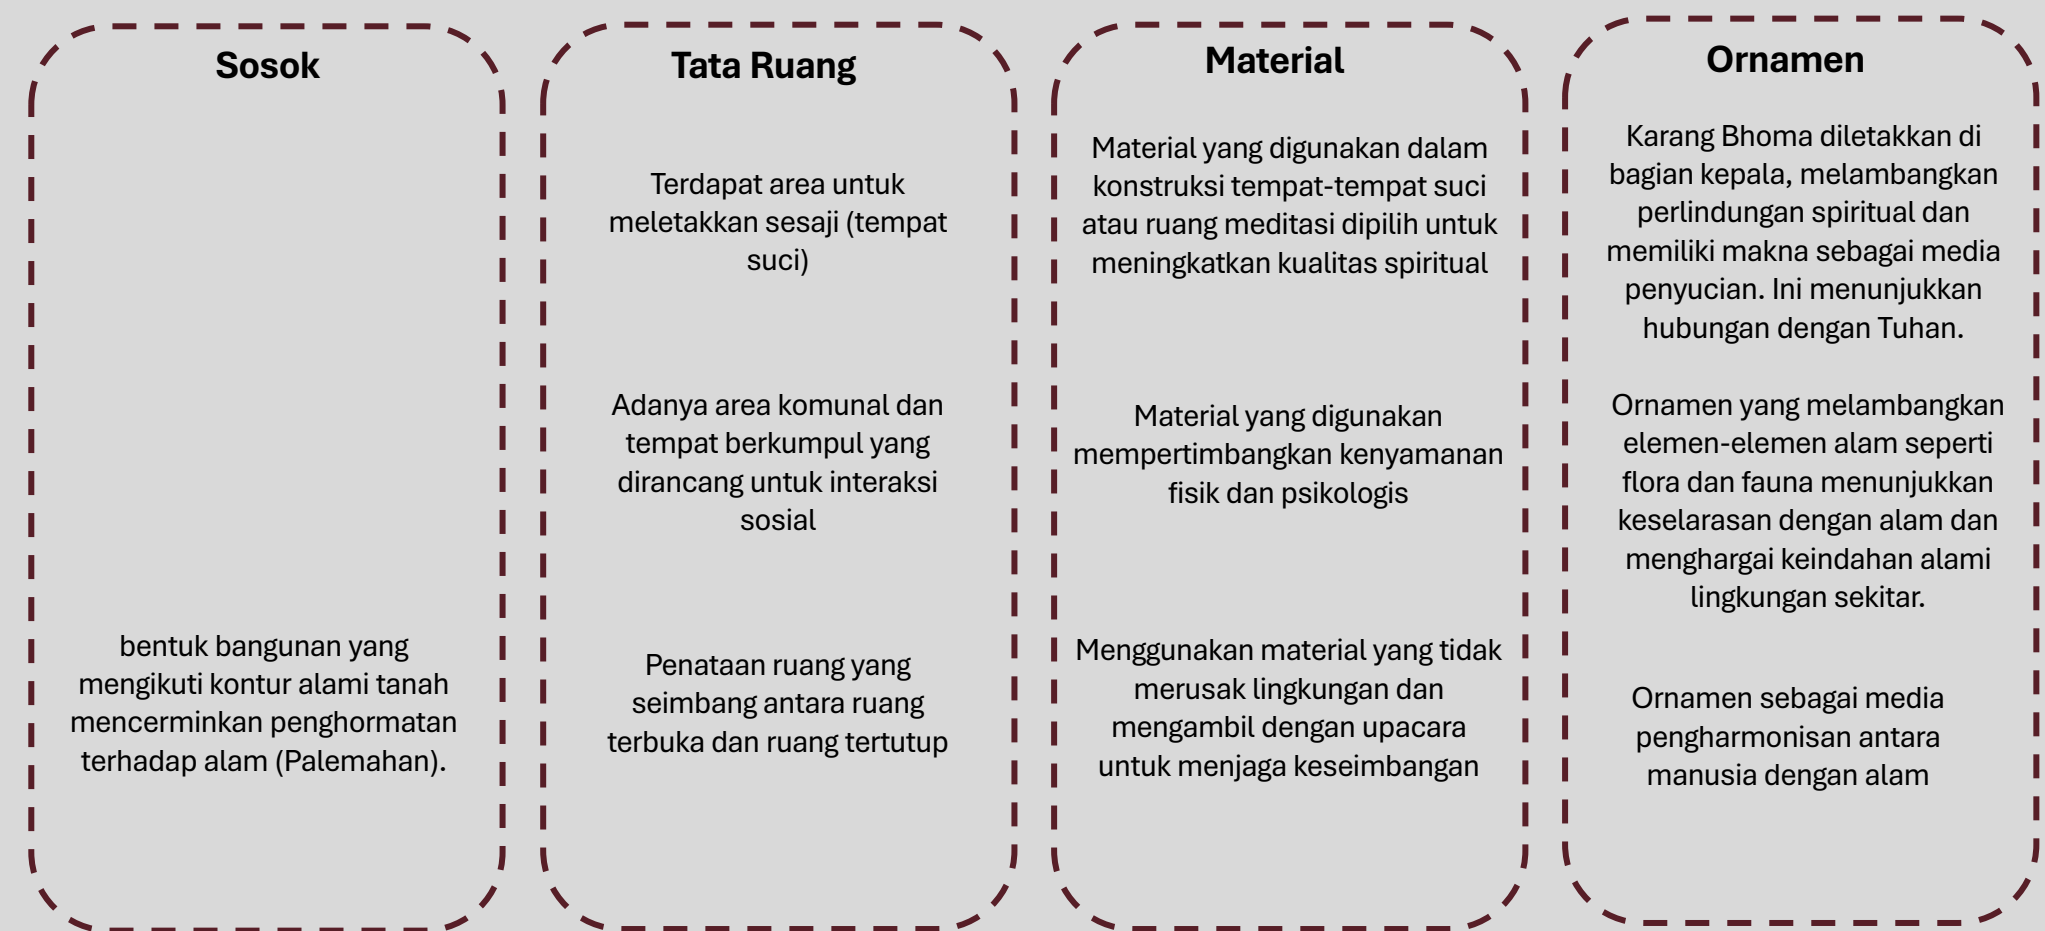 Sosok
bentuk bangunan yang
mengikuti kontur alami tanah
mencerminkan penghormatan
terhadap alam (Palemahan).
Tata Ruang
Terdapat area untuk
meletakkan sesaji (tempat
suci)
Adanya area komunal dan
tempat berkumpul yang
dirancang untuk interaksi
sosial
Penataan ruang yang
seimbang antara ruang
terbuka dan ruang tertutup
Material
Material yang digunakan dalam
konstruksi tempat-tempat suci
atau ruang meditasi dipilih untuk
meningkatkan kualitas spiritual
Material yang digunakan
mempertimbangkan kenyamanan
fisik dan psikologis
Menggunakan material yang tidak
merusak lingkungan dan
mengambil dengan upacara
untuk menjaga keseimbangan
Ornamen
Karang Bhoma diletakkan di
bagian kepala, melambangkan
perlindungan spiritual dan
memiliki makna sebagai media
penyucian. Ini menunjukkan
hubungan dengan Tuhan.
Ornamen yang melambangkan
elemen-elemen alam seperti
flora dan fauna menunjukkan
keselarasan dengan alam dan
menghargai keindahan alami
lingkungan sekitar.
Ornamen sebagai media
pengharmonisan antara
manusia dengan alam